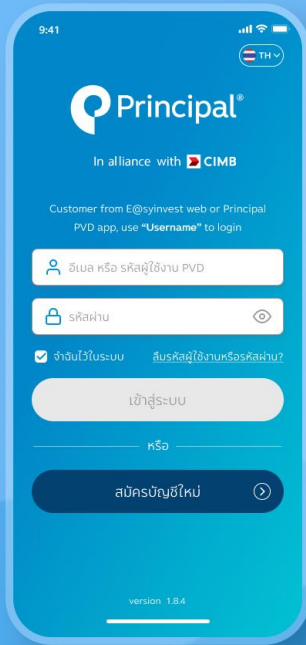 9:41
TH
Principal®
In alliance with CIMB
Customer from E@syinvest web or Principal
PVD app, use “Username” to login
อีเมล หรือ รหัสผู้ใช้งาน PVD
รหัสผ่าน
จำฉันไว้ในระบบ ลืมรหัสผู้ใช้งานหรือรหัสผ่าน?
เข้าสู่ระบบ
หรือ
สมัครบัญชีใหม่
version 1.8.4